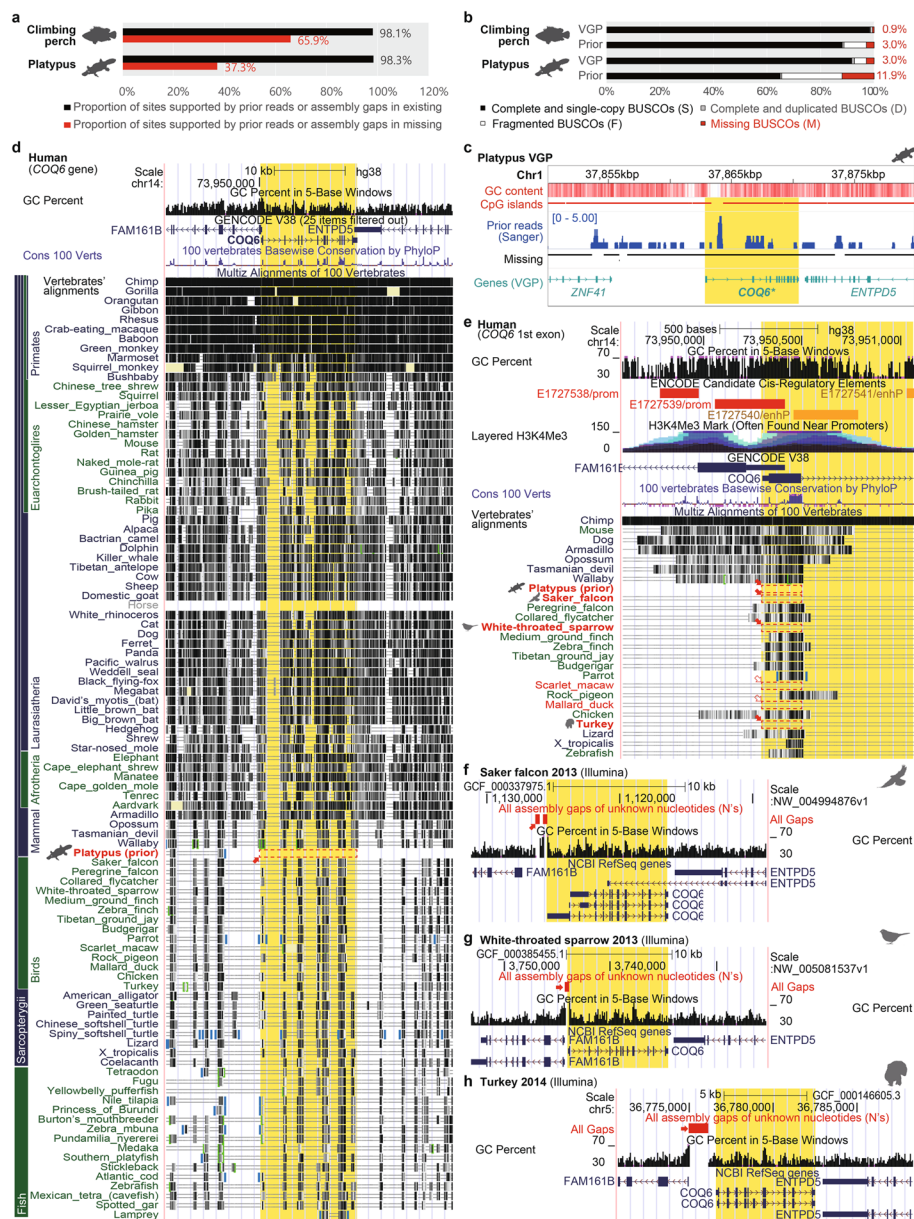 a
Climbing perch
98.1%
65.9%
Platypus
98.3%
37.3%
0% 20% 40% 60% 80% 100% 120%
Proportion of sites supported by prior reads or assembly gaps in existing
Proportion of sites supported by prior reads or assembly gaps in missing
b
Climbing perch
VGP 0.9%
Prior 3.0%
Platypus
VGP 3.0%
Prior 11.9%
0% 20% 40% 60% 80% 100%
Complete and single-copy BUSCOs (S)
Complete and duplicated BUSCOs (D)
Fragmented BUSCOs (F)
Missing BUSCOs (M)
c Platypus VGP
Chr1 37,855kbp 37,865kbp 37,875kbp
GC content
CpG islands
Prior reads (Sanger)
[0 - 5.00]
Missing
Genes (VGP)
ZNF41 COQ6* ENTPD5
d Human
(COQ6 gene)
Scale 10 kb hg38
chr14: 73,950,000
GC Percent in 5-Base Windows
GC Percent
GENCODE V38 (25 items filtered out)
FAM161B ENTPD5
COQ6
Cons 100 Verts
100 vertebrates Basewise Conservation by PhyloP
Multiz Alignments of 100 Vertebrates
Vertebrates' alignments
Primates
Chimp
Gorilla
Orangutan
Gibbon
Rhesus
Crab-eating_macaque
Baboon
Green_monkey
Marmoset
Squirrel_monkey
Bushbaby
Euarchontoglires
Chinese_tree_shrew
Squirrel
Lesser_Egyptian_jerboa
Prairie_vole
Chinese_hamster
Golden_hamster
Mouse
Rat
Naked_mole-rat
Guinea_pig
Chinchilla
Brush-tailed_rat
Rabbit
Pika
Laurasiatheria
Pig
Alpaca
Bactrian_camel
Dolphin
Killer_whale
Tibetan_antelope
Cow
Sheep
Domestic_goat
Horse
White_rhinoceros
Cat
Dog
Ferret_
Panda
Pacific_walrus
Weddell_seal
Black_flying-fox
Megabat
David's_myotis_(bat)
Little_brown_bat
Big_brown_bat
Hedgehog
Shrew
Star-nosed_mole
Afrotheria
Elephant
Cape_elephant_shrew
Manatee
Cape_golden_mole
Tenrec
Aardvark
Mammal
Armadillo
Opossum
Tasmanian_devil
Wallaby
Platypus (prior)
Birds
Saker_falcon
Peregrine_falcon
Collared_flycatcher
White-throated_sparrow
Medium_ground_finch
Zebra_finch
Tibetan_ground_jay
Budgerigar
Parrot
Scarlet_macaw
Rock_pigeon
Mallard_duck
Chicken
Turkey
Sarcopterygii
American_alligator
Green_seaturtle
Painted_turtle
Chinese_softshell_turtle
Spiny_softshell_turtle
Lizard
X_tropicalis
Coelacanth
Fish
Tetraodon
Fugu
Yellowbelly_pufferfish
Nile_tilapia
Princess_of_Burundi
Burton's_mouthbreeder
Zebra_mbuna
Pundamilia_nyererei
Medaka
Southern_platyfish
Stickleback
Atlantic_cod
Zebrafish
Mexican_tetra_(cavefish)
Spotted_gar
Lamprey
e Human
(COQ6 1st exon)
Scale 500 bases hg38
chr14: 73,950,000 73,950,500 73,951,000
GC Percent in 5-Base Windows
GC Percent
70
30
ENCODE Candidate Cis-Regulatory Elements
E1727538/prom E1727541/enhP
E1727539/prom
E1727540/enhP
H3K4Me3 Mark (Often Found Near Promoters)
Layered H3K4Me3
150
0
GENCODE V38
FAM161B
COQ6
Cons 100 Verts
100 vertebrates Basewise Conservation by PhyloP
Vertebrates' alignments
Multiz Alignments of 100 Vertebrates
Chimp
Mouse
Dog
Armadillo
Opossum
Tasmanian_devil
Wallaby
Platypus (prior)
Saker_falcon
Peregrine_falcon
Collared_flycatcher
White-throated_sparrow
Medium_ground_finch
Zebra_finch
Tibetan_ground_jay
Budgerigar
Parrot
Scarlet_macaw
Rock_pigeon
Mallard_duck
Chicken
Turkey
Lizard
X_tropicalis
Zebrafish
f Saker falcon 2013 (Illumina)
GCF_000337975.1 10 kb Scale
1,130,000 1,120,000 :NW_004994876v1
All assembly gaps of unknown nucleotides (N's)
All Gaps
GC Percent in 5-Base Windows
70
30
GC Percent
NCBI RefSeq genes
FAM161B ENTPD5
ENTPD5
COQ6
COQ6
COQ6
g White-throated sparrow 2013 (Illumina)
GCF_000385455.1 10 kb Scale
3,750,000 3,740,000 :NW_005081537v1
All assembly gaps of unknown nucleotides (N's)
All Gaps
GC Percent in 5-Base Windows
70
30
GC Percent
NCBI RefSeq genes
FAM161B ENTPD5
COQ6
FAM161B
h Turkey 2014 (Illumina)
Scale 5 kb GCF_000146605.3
chr5: 36,775,000 36,780,000 36,785,000
All assembly gaps of unknown nucleotides (N's)
All Gaps
GC Percent in 5-Base Windows
GC Percent
70
30
NCBI RefSeq genes
FAM161B ENTPD5
COQ6
COQ6 ENTPD5